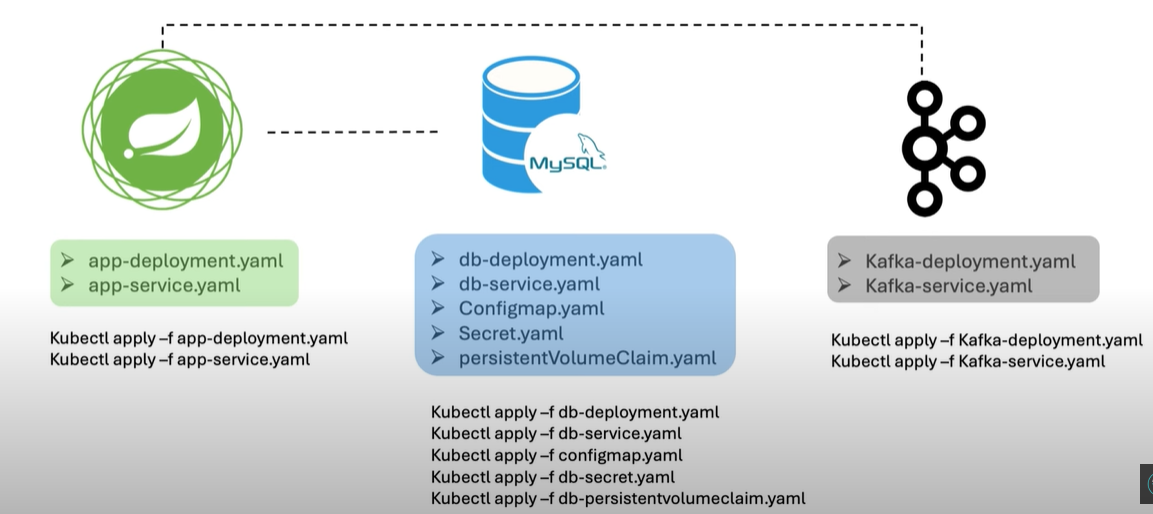 MySQL®
➢ app-deployment.yaml
➢ app-service.yaml
Kubectl apply –f app-deployment.yaml
Kubectl apply –f app-service.yaml
➢ db-deployment.yaml
➢ db-service.yaml
➢ Configmap.yaml
➢ Secret.yaml
➢ persistentVolumeClaim.yaml
Kubectl apply –f db-deployment.yaml
Kubectl apply –f db-service.yaml
Kubectl apply –f configmap.yaml
Kubectl apply –f db-secret.yaml
Kubectl apply –f db-persistentvolumeclaim.yaml
➢ Kafka-deployment.yaml
➢ Kafka-service.yaml
Kubectl apply –f Kafka-deployment.yaml
Kubectl apply –f Kafka-service.yaml